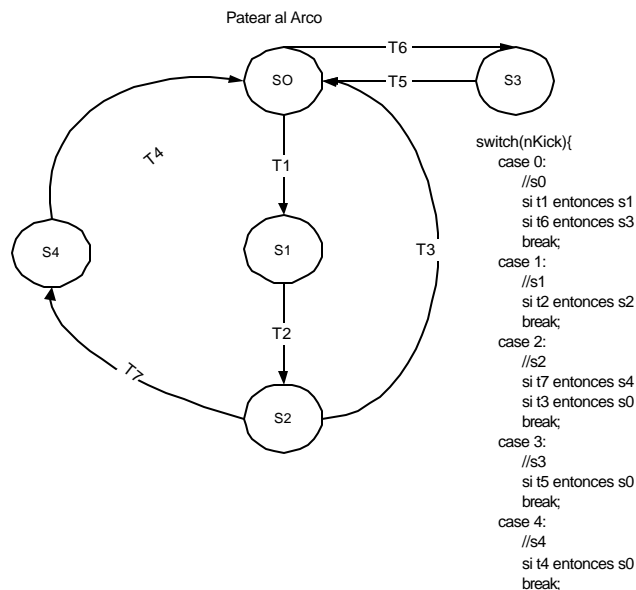 Patear al Arco
T6
SO
T5
S3
T4
T1
S4
S1
T3
T2
T7
S2
switch(nKick){
case 0:
//s0
si t1 entonces s1
si t6 entonces s3
break;
case 1:
//s1
si t2 entonces s2
break;
case 2:
//s2
si t7 entonces s4
si t3 entonces s0
break;
case 3:
//s3
si t5 entonces s0
break;
case 4:
//s4
si t4 entonces s0
break;